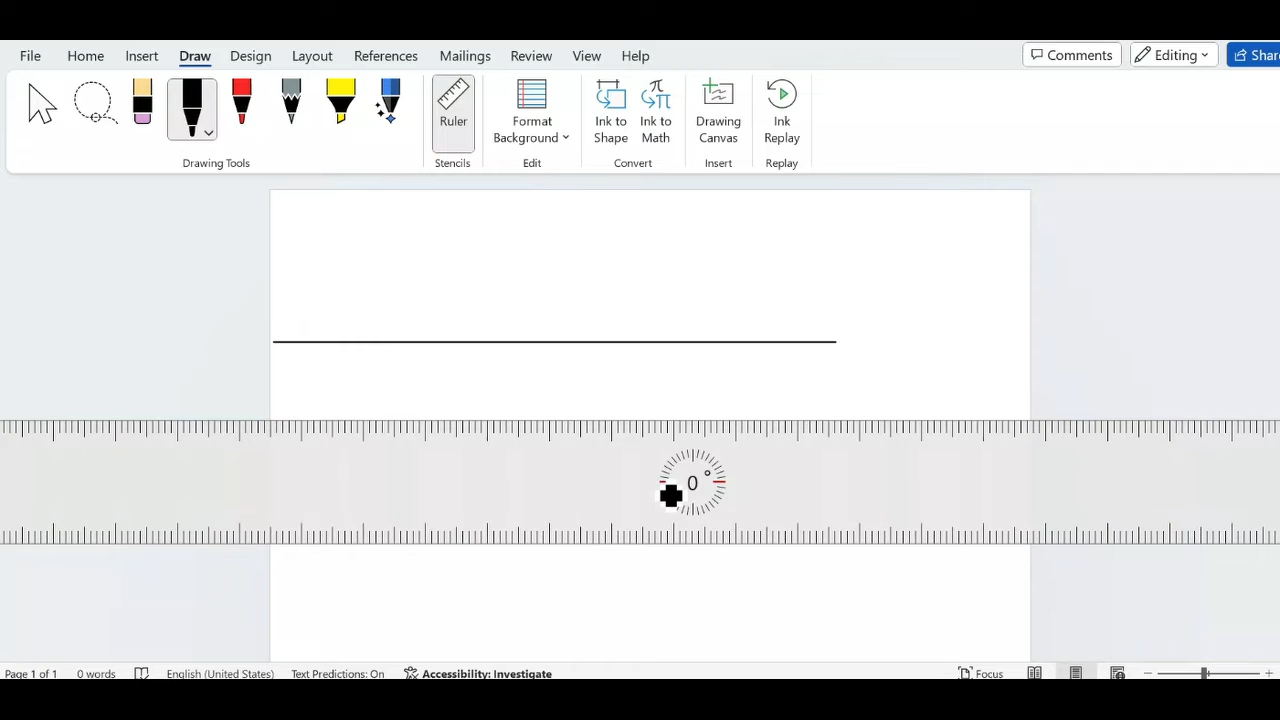 File Home Insert Draw Design Layout References Mailings Review View Help Comments Editing Share
Ruler Format Background Ink to Shape Ink to Math Drawing Canvas Ink Replay
Drawing Tools Stencils Edit Convert Insert Replay
0°
Page 1 of 1 0 words English (United States) Text Predictions: On Accessibility: Investigate Focus